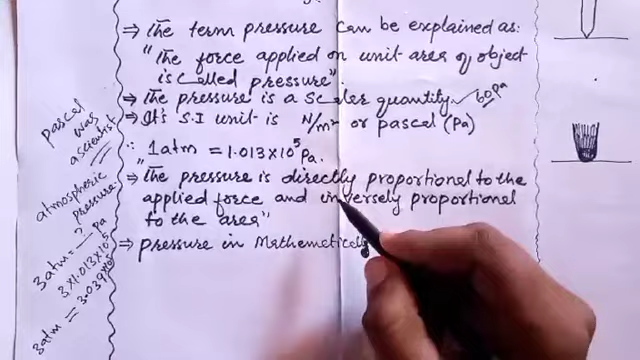 ⇒ The term pressure can be explained as:
"The force applied on unit area of object
is called pressure".
⇒ The pressure is a scaler quantity. 60Pa
⇒ It's S.I unit is N/m² or pascal (Pa)
∵ 1atm = 1.013×10⁵ Pa.
"
⇒ The pressure is directly proportional to the
applied force and inversely proportional
to the area"
⇒ pressure in Mathematically
pascal
was
a scientist
atmospheric
pressure.
?
3atm = — Pa
3×1.013×10⁵
3atm = 3.039×10⁵